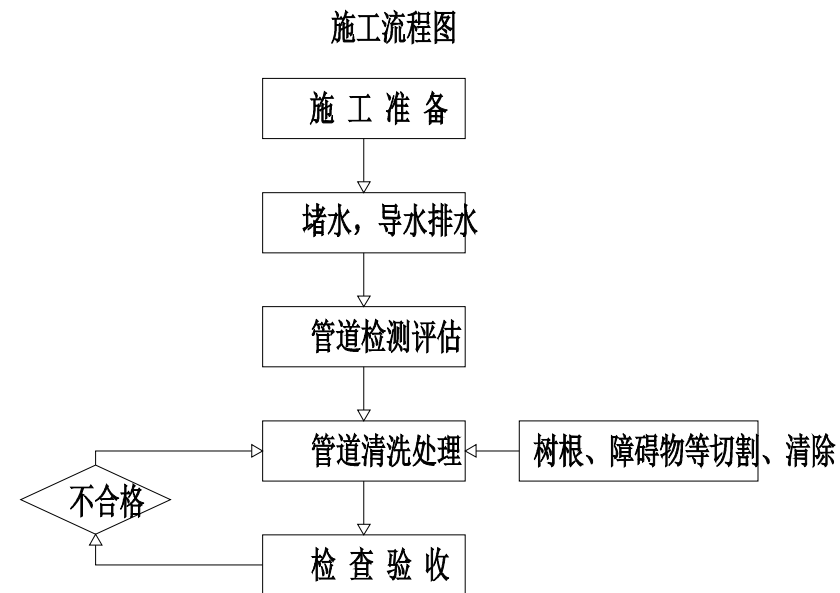 施工流程图
施 工 准 备
堵水，导水排水
管道检测评估
管道清洗处理
树根、障碍物等切割、清除
不合格
检 查 验 收